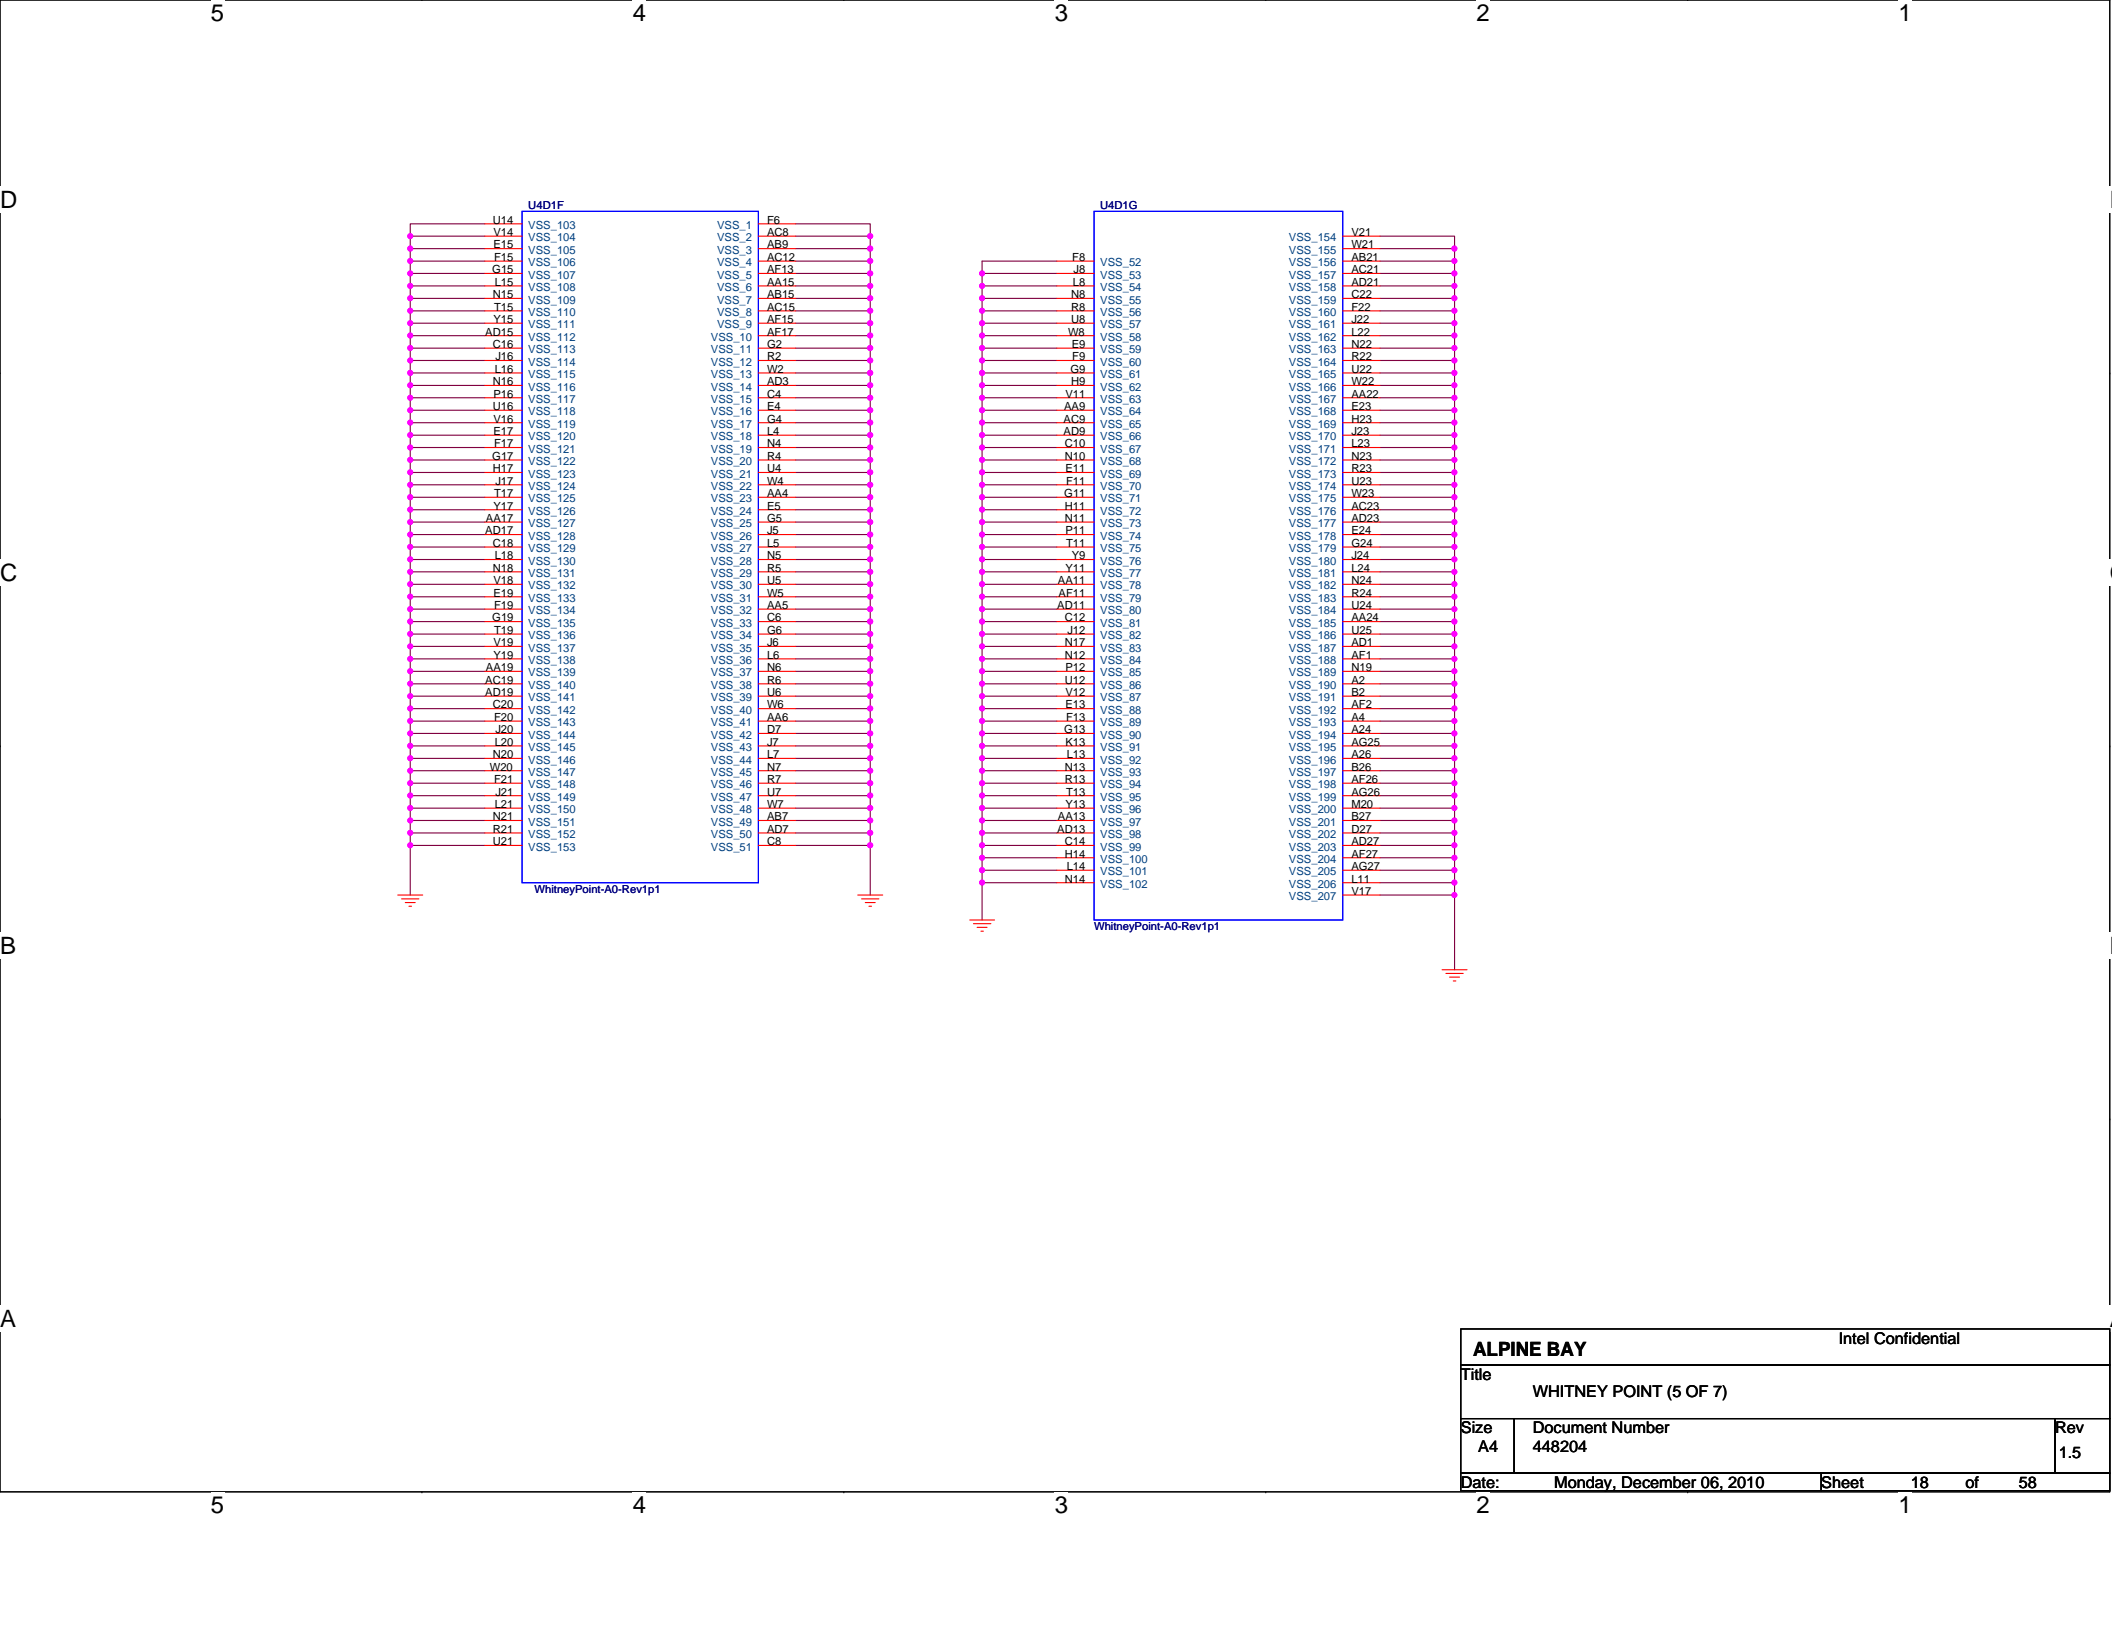 5 4 3 2 1
D
C
B
A
U4D1F
U14 VSS_103 VSS_1 F6
V14 VSS_104 VSS_2 AC8
E15 VSS_105 VSS_3 AB9
F15 VSS_106 VSS_4 AC12
G15 VSS_107 VSS_5 AF13
L15 VSS_108 VSS_6 AA15
N15 VSS_109 VSS_7 AB15
T15 VSS_110 VSS_8 AC15
Y15 VSS_111 VSS_9 AF15
AD15 VSS_112 VSS_10 AF17
C16 VSS_113 VSS_11 G2
J16 VSS_114 VSS_12 R2
L16 VSS_115 VSS_13 W2
N16 VSS_116 VSS_14 AD3
P16 VSS_117 VSS_15 C4
U16 VSS_118 VSS_16 E4
V16 VSS_119 VSS_17 G4
E17 VSS_120 VSS_18 L4
F17 VSS_121 VSS_19 N4
G17 VSS_122 VSS_20 R4
H17 VSS_123 VSS_21 U4
J17 VSS_124 VSS_22 W4
T17 VSS_125 VSS_23 AA4
Y17 VSS_126 VSS_24 E5
AA17 VSS_127 VSS_25 G5
AD17 VSS_128 VSS_26 J5
C18 VSS_129 VSS_27 L5
L18 VSS_130 VSS_28 N5
N18 VSS_131 VSS_29 R5
V18 VSS_132 VSS_30 U5
E19 VSS_133 VSS_31 W5
F19 VSS_134 VSS_32 AA5
G19 VSS_135 VSS_33 C6
T19 VSS_136 VSS_34 G6
V19 VSS_137 VSS_35 J6
Y19 VSS_138 VSS_36 L6
AA19 VSS_139 VSS_37 N6
AC19 VSS_140 VSS_38 R6
AD19 VSS_141 VSS_39 U6
C20 VSS_142 VSS_40 W6
F20 VSS_143 VSS_41 AA6
J20 VSS_144 VSS_42 D7
L20 VSS_145 VSS_43 J7
N20 VSS_146 VSS_44 L7
W20 VSS_147 VSS_45 N7
F21 VSS_148 VSS_46 R7
J21 VSS_149 VSS_47 U7
L21 VSS_150 VSS_48 W7
N21 VSS_151 VSS_49 AB7
R21 VSS_152 VSS_50 AD7
U21 VSS_153 VSS_51 C8
WhitneyPoint-A0-Rev1p1
U4D1G
VSS_154 V21
VSS_155 W21
F8 VSS_52 VSS_156 AB21
J8 VSS_53 VSS_157 AC21
L8 VSS_54 VSS_158 AD21
N8 VSS_55 VSS_159 C22
R8 VSS_56 VSS_160 F22
U8 VSS_57 VSS_161 J22
W8 VSS_58 VSS_162 L22
E9 VSS_59 VSS_163 N22
F9 VSS_60 VSS_164 R22
G9 VSS_61 VSS_165 U22
H9 VSS_62 VSS_166 W22
V11 VSS_63 VSS_167 AA22
AA9 VSS_64 VSS_168 E23
AC9 VSS_65 VSS_169 H23
AD9 VSS_66 VSS_170 J23
C10 VSS_67 VSS_171 L23
N10 VSS_68 VSS_172 N23
E11 VSS_69 VSS_173 R23
F11 VSS_70 VSS_174 U23
G11 VSS_71 VSS_175 W23
H11 VSS_72 VSS_176 AC23
N11 VSS_73 VSS_177 AD23
P11 VSS_74 VSS_178 E24
T11 VSS_75 VSS_179 G24
Y9 VSS_76 VSS_180 J24
Y11 VSS_77 VSS_181 L24
AA11 VSS_78 VSS_182 N24
AF11 VSS_79 VSS_183 R24
AD11 VSS_80 VSS_184 U24
C12 VSS_81 VSS_185 AA24
J12 VSS_82 VSS_186 U25
N17 VSS_83 VSS_187 AD1
N12 VSS_84 VSS_188 AF1
P12 VSS_85 VSS_189 N19
U12 VSS_86 VSS_190 A2
V12 VSS_87 VSS_191 B2
E13 VSS_88 VSS_192 AF2
F13 VSS_89 VSS_193 A4
G13 VSS_90 VSS_194 A24
K13 VSS_91 VSS_195 AG25
L13 VSS_92 VSS_196 A26
N13 VSS_93 VSS_197 B26
R13 VSS_94 VSS_198 AF26
T13 VSS_95 VSS_199 AG26
Y13 VSS_96 VSS_200 M20
AA13 VSS_97 VSS_201 B27
AD13 VSS_98 VSS_202 D27
C14 VSS_99 VSS_203 AD27
H14 VSS_100 VSS_204 AF27
L14 VSS_101 VSS_205 AG27
N14 VSS_102 VSS_206 L11
VSS_207 V17
WhitneyPoint-A0-Rev1p1
ALPINE BAY Intel Confidential
Title
WHITNEY POINT (5 OF 7)
Size Document Number Rev
A4 448204 1.5
Date: Monday, December 06, 2010 Sheet 18 of 58
5 4 3 2 1